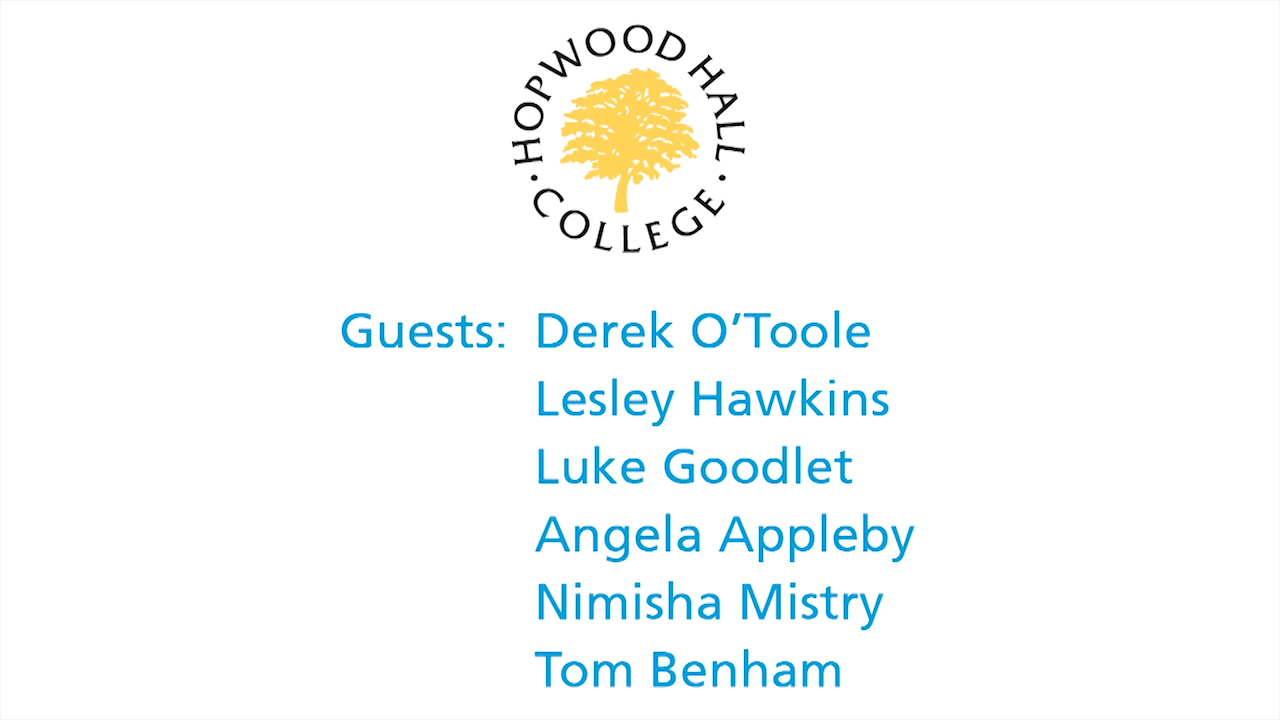 HOPWOOD HALL
· COLLEGE ·
Guests: Derek O’Toole
Lesley Hawkins
Luke Goodlet
Angela Appleby
Nimisha Mistry
Tom Benham